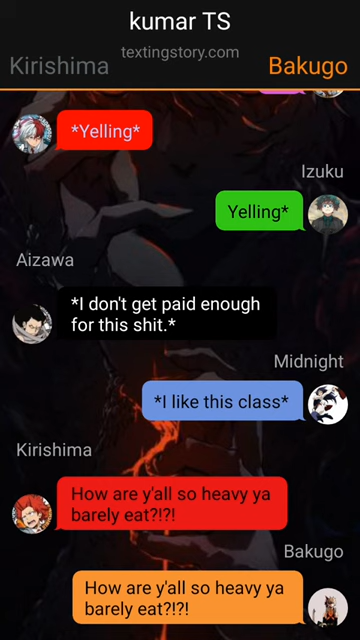 kumar TS
textingstory.com
Kirishima
Bakugo
*Yelling*
Izuku
Yelling*
Aizawa
*I don't get paid enough
for this shit.*
Midnight
*I like this class*
Kirishima
How are y'all so heavy ya
barely eat?!?!
Bakugo
How are y'all so heavy ya
barely eat?!?!